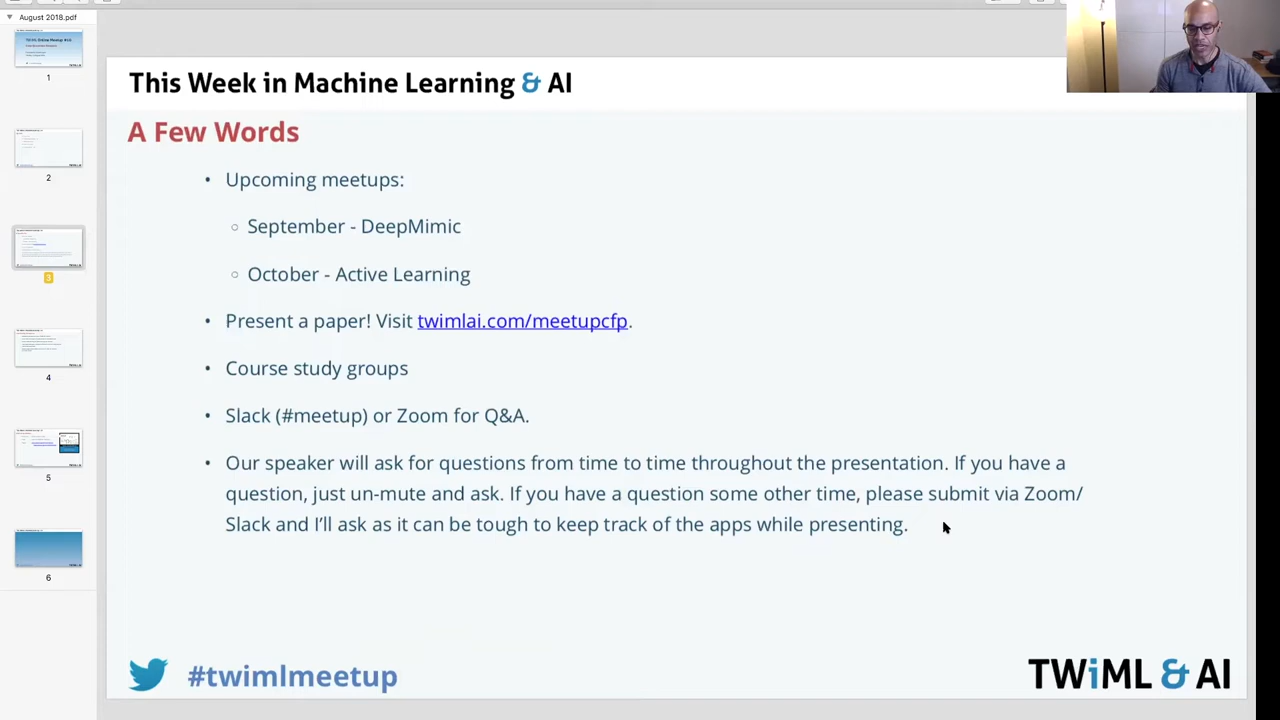 August 2018.pdf
1
2
3
4
5
6
This Week in Machine Learning & AI
A Few Words
• Upcoming meetups:
○ September - DeepMimic
○ October - Active Learning
• Present a paper! Visit twimlai.com/meetupcfp.
• Course study groups
• Slack (#meetup) or Zoom for Q&A.
• Our speaker will ask for questions from time to time throughout the presentation. If you have a
question, just un-mute and ask. If you have a question some other time, please submit via Zoom/
Slack and I'll ask as it can be tough to keep track of the apps while presenting.
#twimlmeetup
TWiML & AI